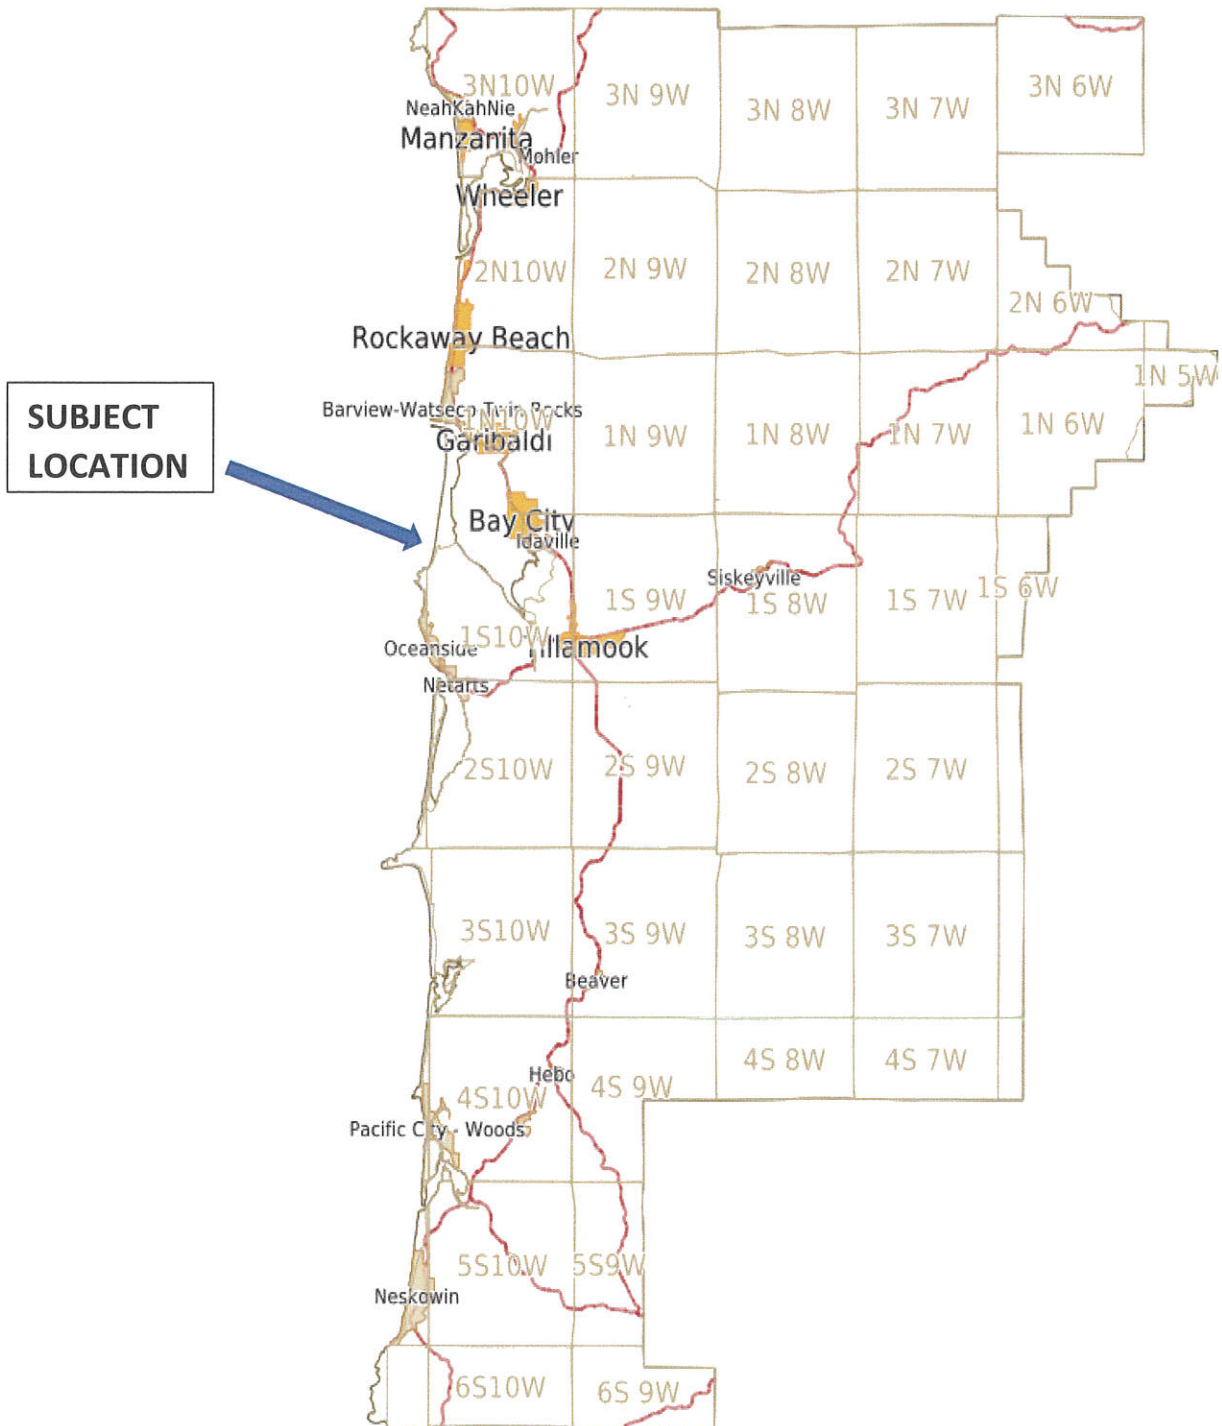 3N10W
3N 9W
3N 8W
3N 7W
3N 6W
NeahKahNie
Manzanita
Mohler
Wheeler
2N10W
2N 9W
2N 8W
2N 7W
2N 6W
Rockaway Beach
1N 5W
SUBJECT
LOCATION
Barview-Watseco Twin Rocks
1N10W
Garibaldi
1N 9W
1N 8W
1N 7W
1N 6W
Bay City
Idaville
Siskeyville
1S 9W
1S 8W
1S 7W
1S 6W
1S10W
Oceanside
Tillamook
Netarts
2S10W
2S 9W
2S 8W
2S 7W
3S10W
3S 9W
3S 8W
3S 7W
Beaver
Hebo
4S10W
4S 9W
4S 8W
4S 7W
Pacific City - Woods
5S10W
5S9W
Neskowin
6S10W
6S 9W